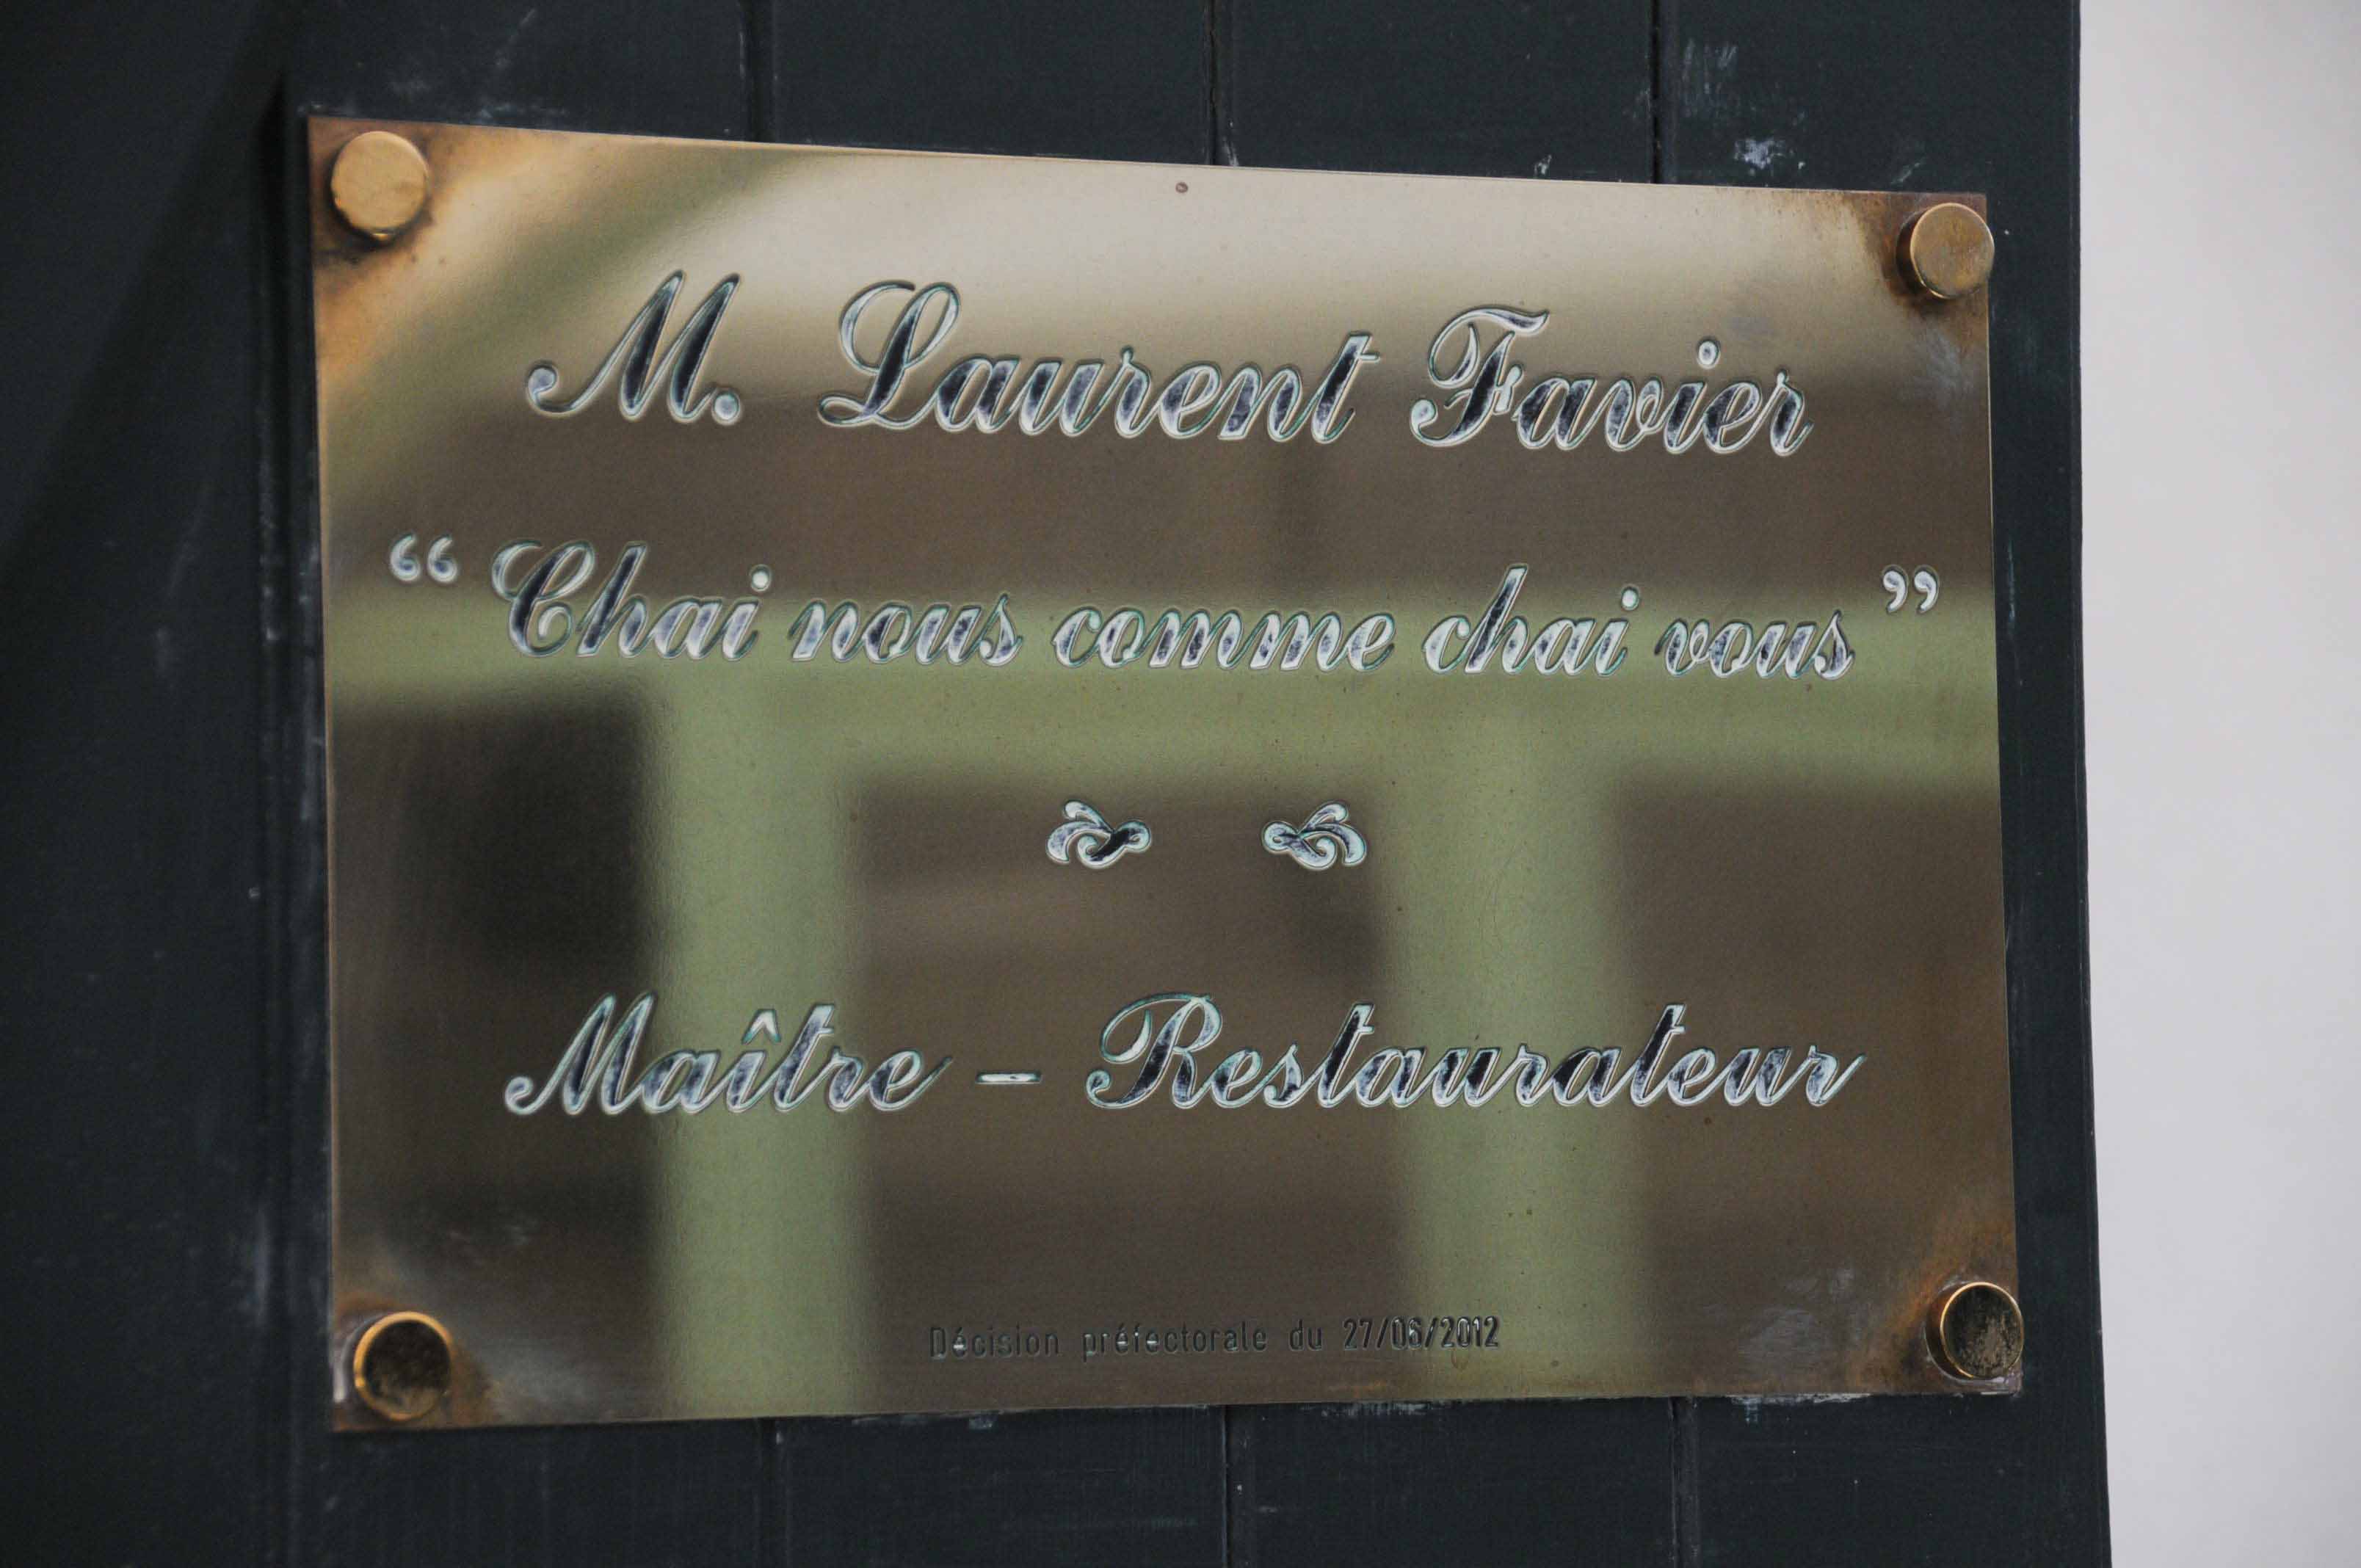 M. Laurent Favier
“Chai nous comme chai vous”
Maître – Restaurateur
Décision préfectorale du 27/06/2012